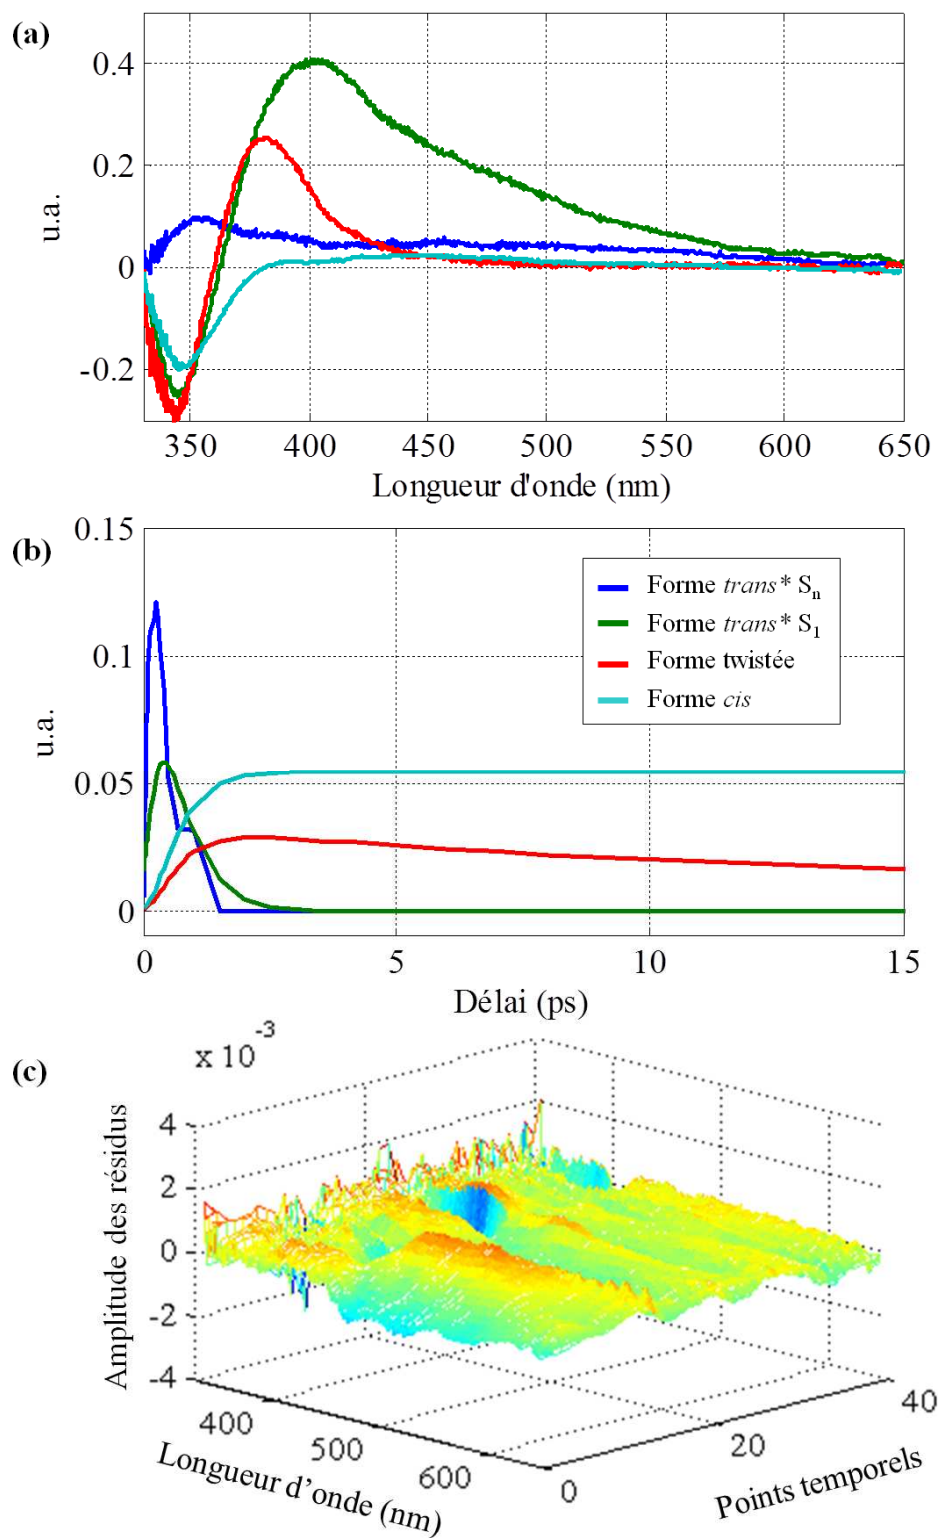 (a)
0.4
0.2
0
-0.2
u.a.
350 400 450 500 550 600 650
Longueur d'onde (nm)
(b)
0.15
0.1
0.05
0
u.a.
Forme trans* Sn
Forme trans* S1
Forme twistée
Forme cis
0 5 10 15
Délai (ps)
(c)
x 10-3
4
2
0
-2
-4
Amplitude des résidus
400 500 600
Longueur d’onde (nm)
0 20 40
Points temporels